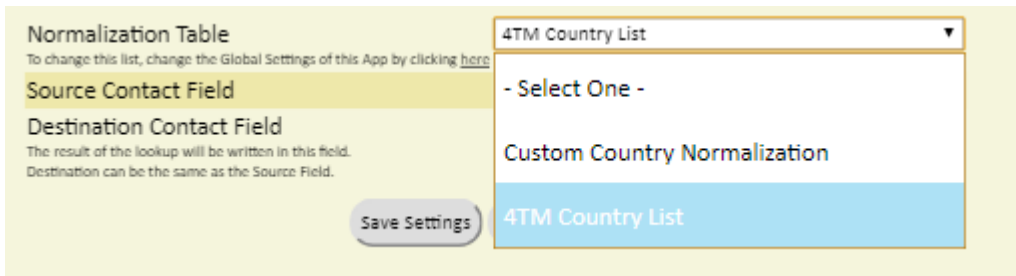 Normalization Table
4TM Country List
To change this list, change the Global Settings of this App by clicking here
- Select One -
Source Contact Field
Destination Contact Field
Custom Country Normalization
The result of the lookup will be written in this field.
Destination can be the same as the Source Field.
4TM Country List
Save Settings